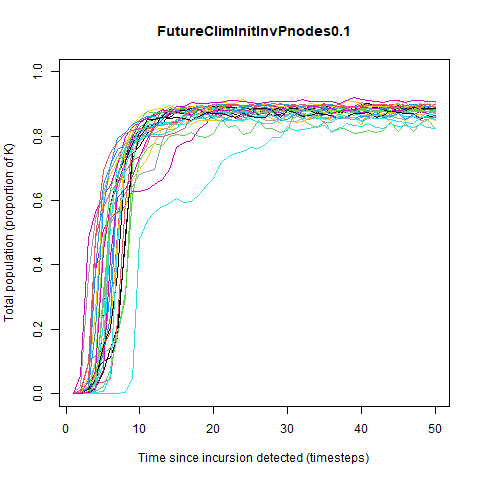 FutureClimInitInvPnodes0.1
Total population (proportion of K)
1.0
0.8
0.6
0.4
0.2
0.0
0 10 20 30 40 50
Time since incursion detected (timesteps)